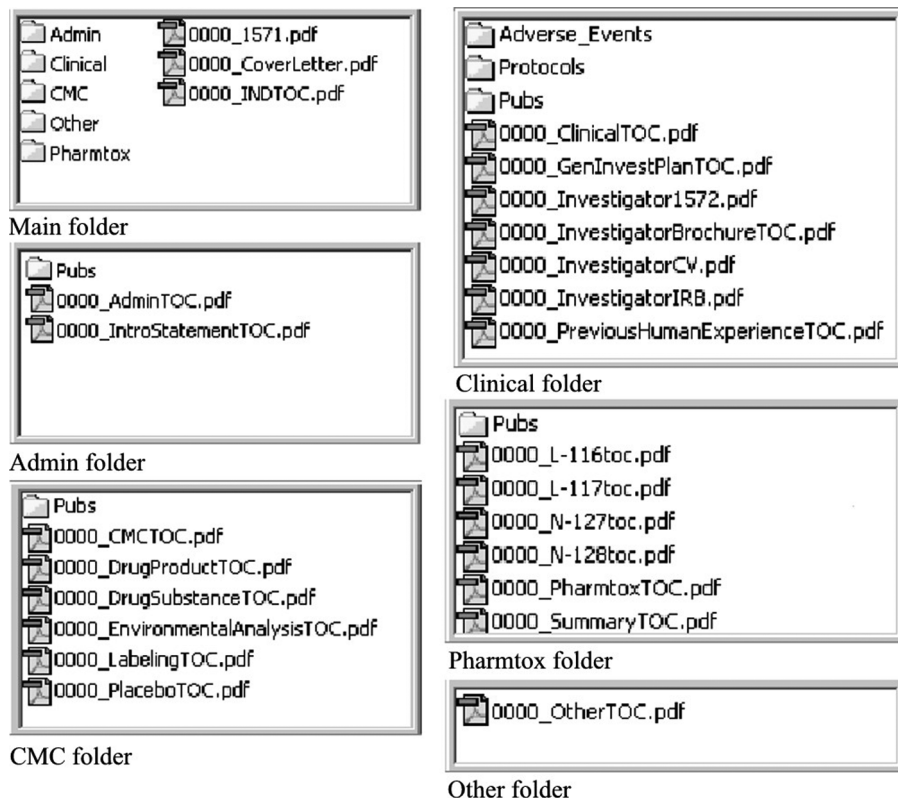 Admin
Clinical
CMC
Other
Pharmtox
0000_1571.pdf
0000_CoverLetter.pdf
0000_INDTOC.pdf
Main folder
Pubs
0000_AdminTOC.pdf
0000_IntroStatementTOC.pdf
Admin folder
Pubs
0000_CMCTOC.pdf
0000_DrugProductTOC.pdf
0000_DrugSubstanceTOC.pdf
0000_EnvironmentalAnalysisTOC.pdf
0000_LabelingTOC.pdf
0000_PlaceboTOC.pdf
CMC folder
Adverse_Events
Protocols
Pubs
0000_ClinicalTOC.pdf
0000_GenInvestPlanTOC.pdf
0000_Investigator1572.pdf
0000_InvestigatorBrochureTOC.pdf
0000_InvestigatorCV.pdf
0000_InvestigatorIRB.pdf
0000_PreviousHumanExperienceTOC.pdf
Clinical folder
Pubs
0000_L-116toc.pdf
0000_L-117toc.pdf
0000_N-127toc.pdf
0000_N-128toc.pdf
0000_PharmtoxTOC.pdf
0000_SummaryTOC.pdf
Pharmtox folder
0000_OtherTOC.pdf
Other folder